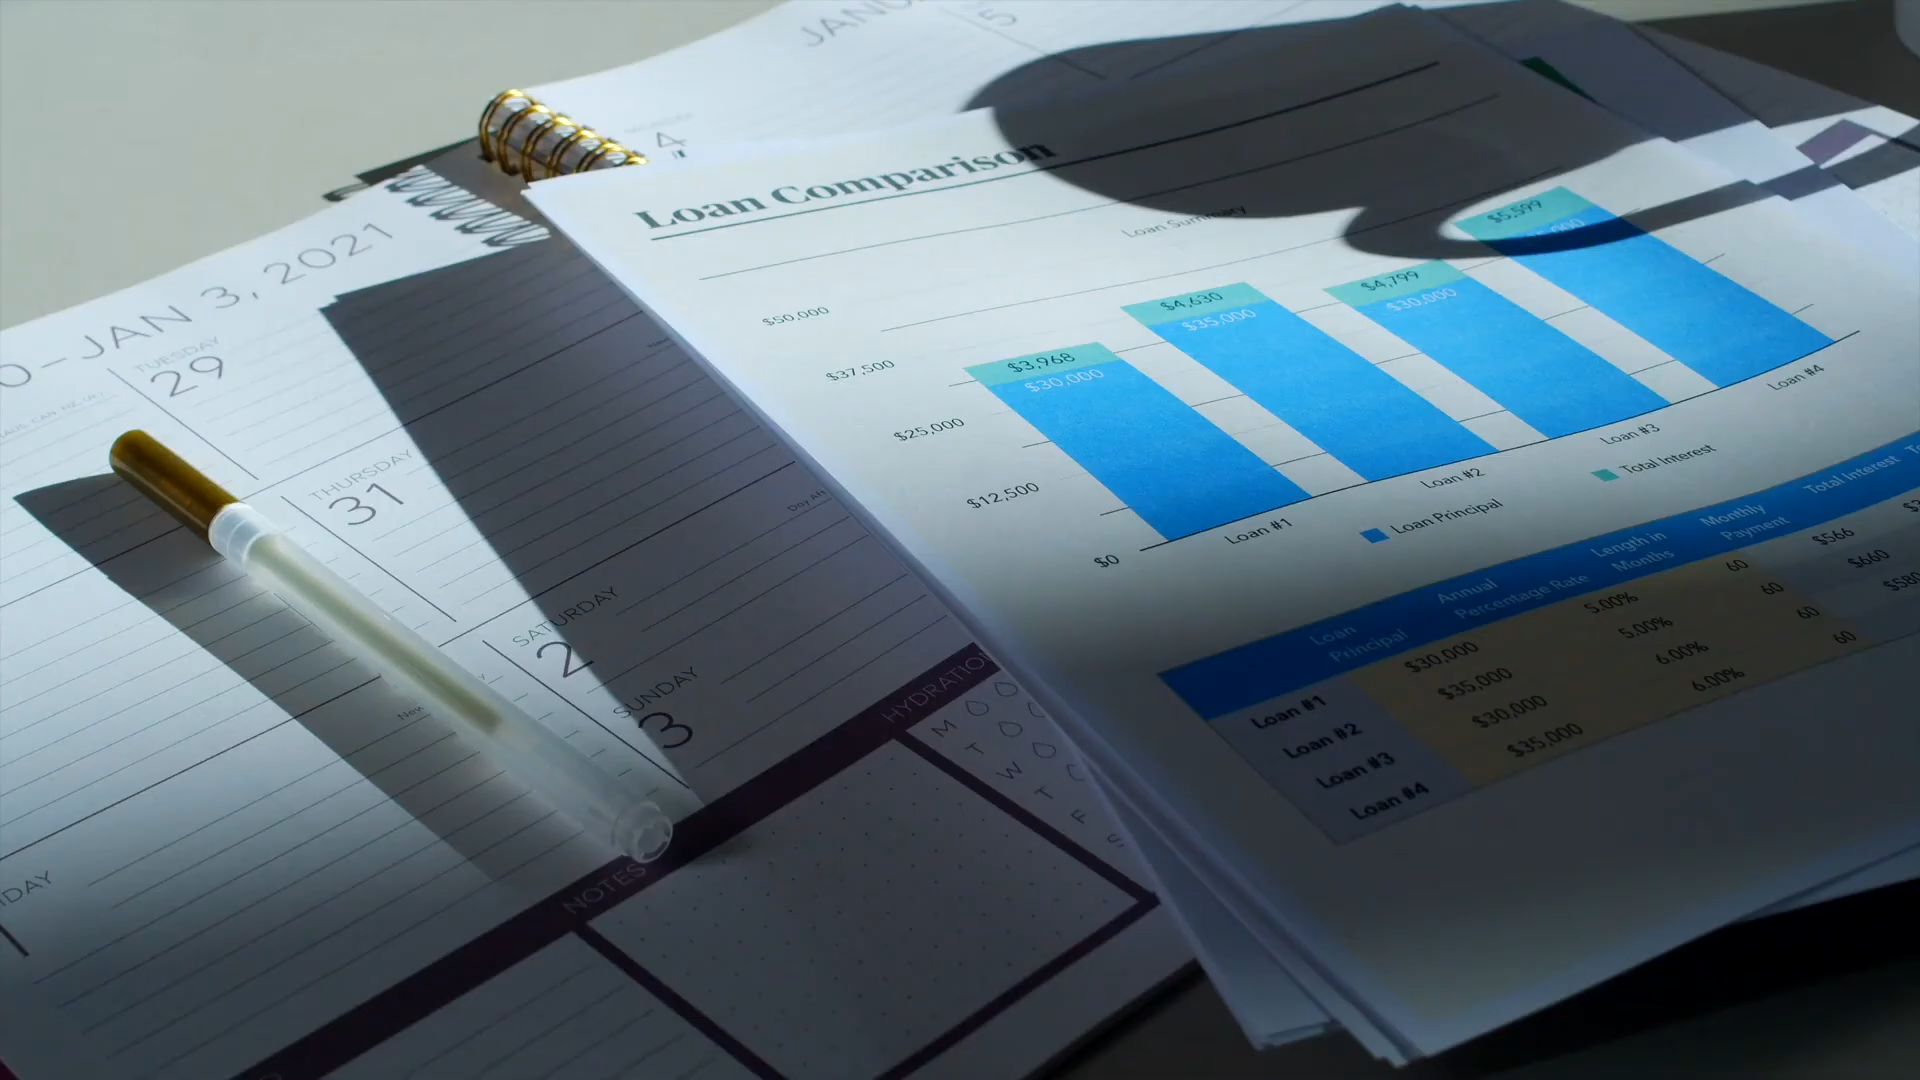 5
4
JAN 3, 2021
TUESDAY
29
THURSDAY
31
SATURDAY
2
SUNDAY
3
HYDRATION
M
T
W
T
F
S
NOTES
Loan Comparison
Loan Summary
$50,000
$37,500
$25,000
$12,500
$0
$3,968
$30,000
$4,630
$35,000
$4,799
$30,000
$5,599
Loan #1
Loan #2
Loan #3
Loan #4
Loan Principal
Total Interest
Loan Principal
Annual Percentage Rate
Length in Months
Monthly Payment
Total Interest
Loan #1 $30,000 5.00% 60 $566
Loan #2 $35,000 5.00% 60 $660
Loan #3 $30,000 6.00% 60 $580
Loan #4 $35,000 6.00% 60